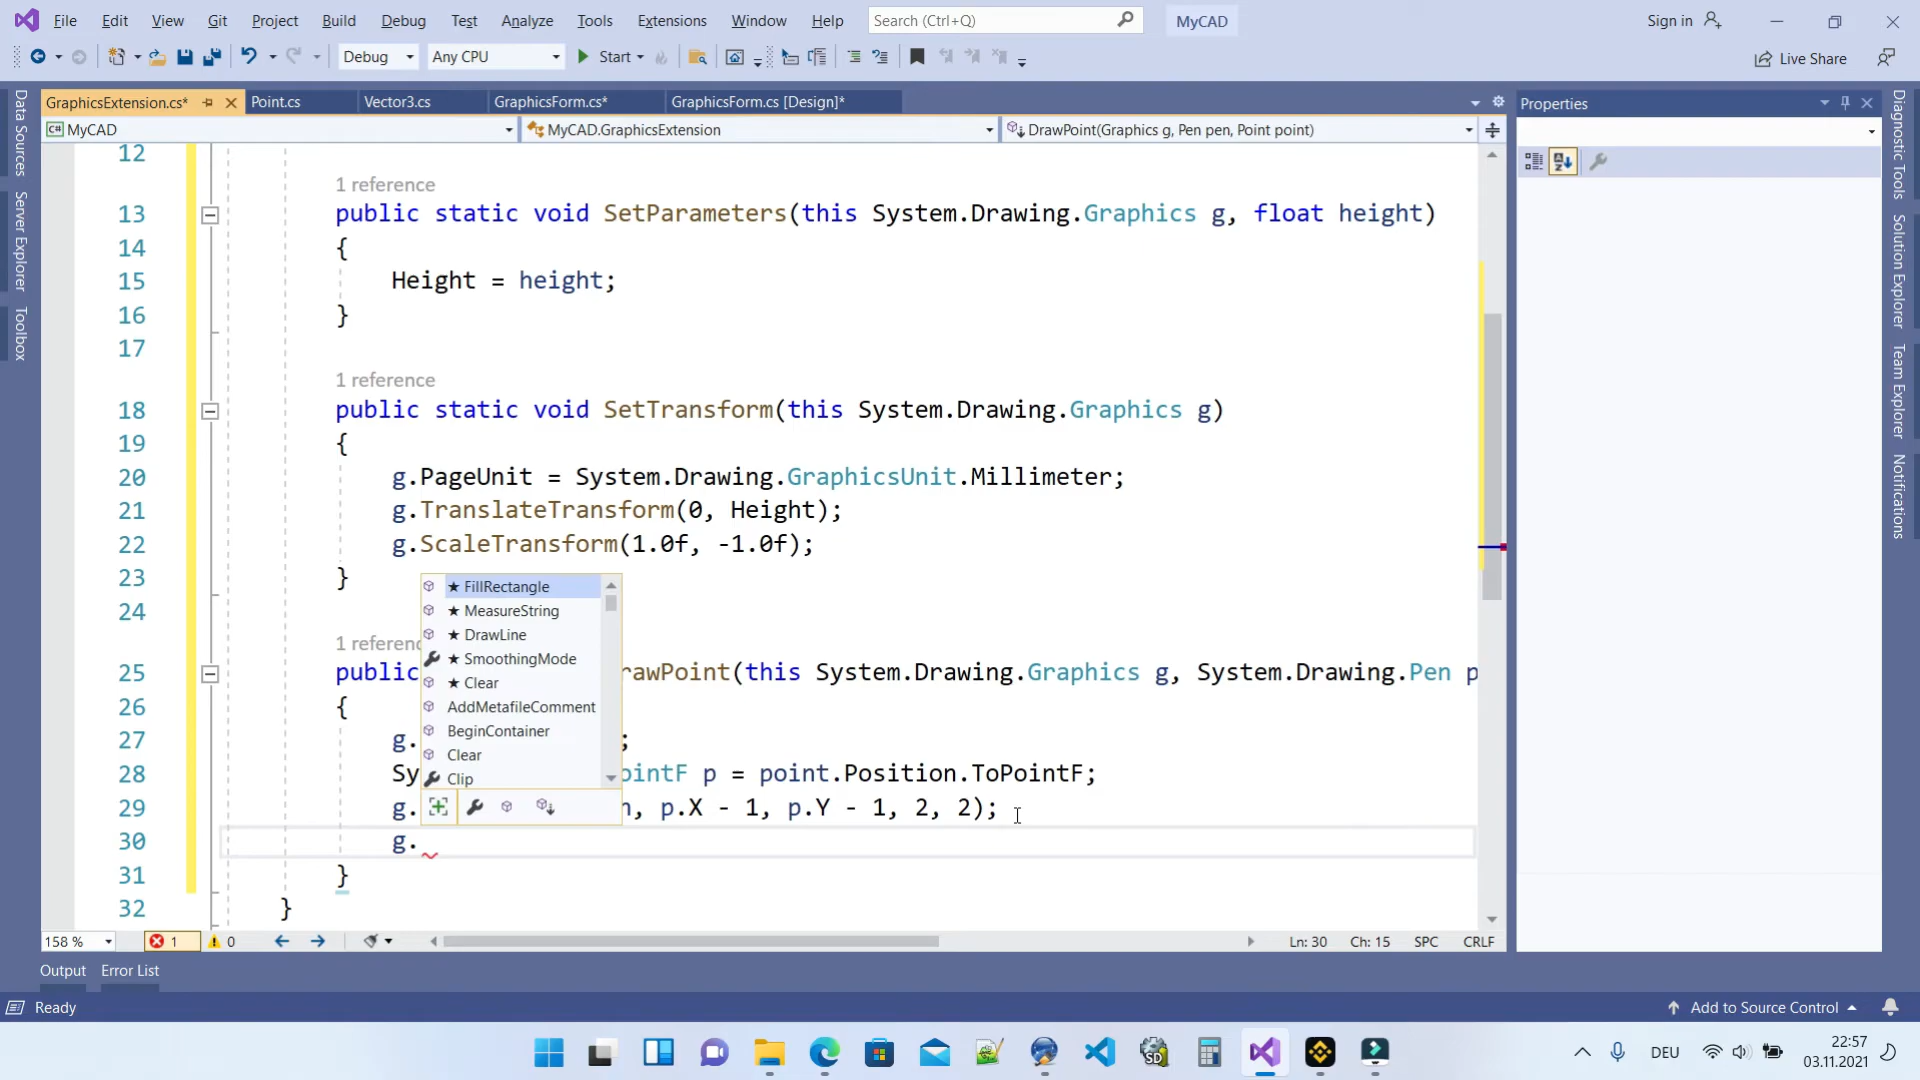 File Edit View Git Project Build Debug Test Analyze Tools Extensions Window Help Search (Ctrl+Q) MyCAD Sign in
Debug Any CPU Start Live Share
GraphicsExtension.cs* Point.cs Vector3.cs GraphicsForm.cs* GraphicsForm.cs [Design]* Properties
C# MyCAD MyCAD.GraphicsExtension DrawPoint(Graphics g, Pen pen, Point point)
Data Sources
Server Explorer
Toolbox
12
1 reference
13 public static void SetParameters(this System.Drawing.Graphics g, float height)
14 {
15 Height = height;
16 }
17
1 reference
18 public static void SetTransform(this System.Drawing.Graphics g)
19 {
20 g.PageUnit = System.Drawing.GraphicsUnit.Millimeter;
21 g.TranslateTransform(0, Height);
22 g.ScaleTransform(1.0f, -1.0f);
23 }
24
1 referenc
25 public rawPoint(this System.Drawing.Graphics g, System.Drawing.Pen p
26 {
27 g. ;
28 Sy ointF p = point.Position.ToPointF;
29 g. n, p.X - 1, p.Y - 1, 2, 2);
30 g.
31 }
32 }
★ FillRectangle
★ MeasureString
★ DrawLine
★ SmoothingMode
★ Clear
AddMetafileComment
BeginContainer
Clear
Clip
Diagnostic Tools
Solution Explorer
Team Explorer
Notifications
158 % 1 0 Ln: 30 Ch: 15 SPC CRLF
Output Error List
Ready Add to Source Control
SD DEU 22:57
03.11.2021